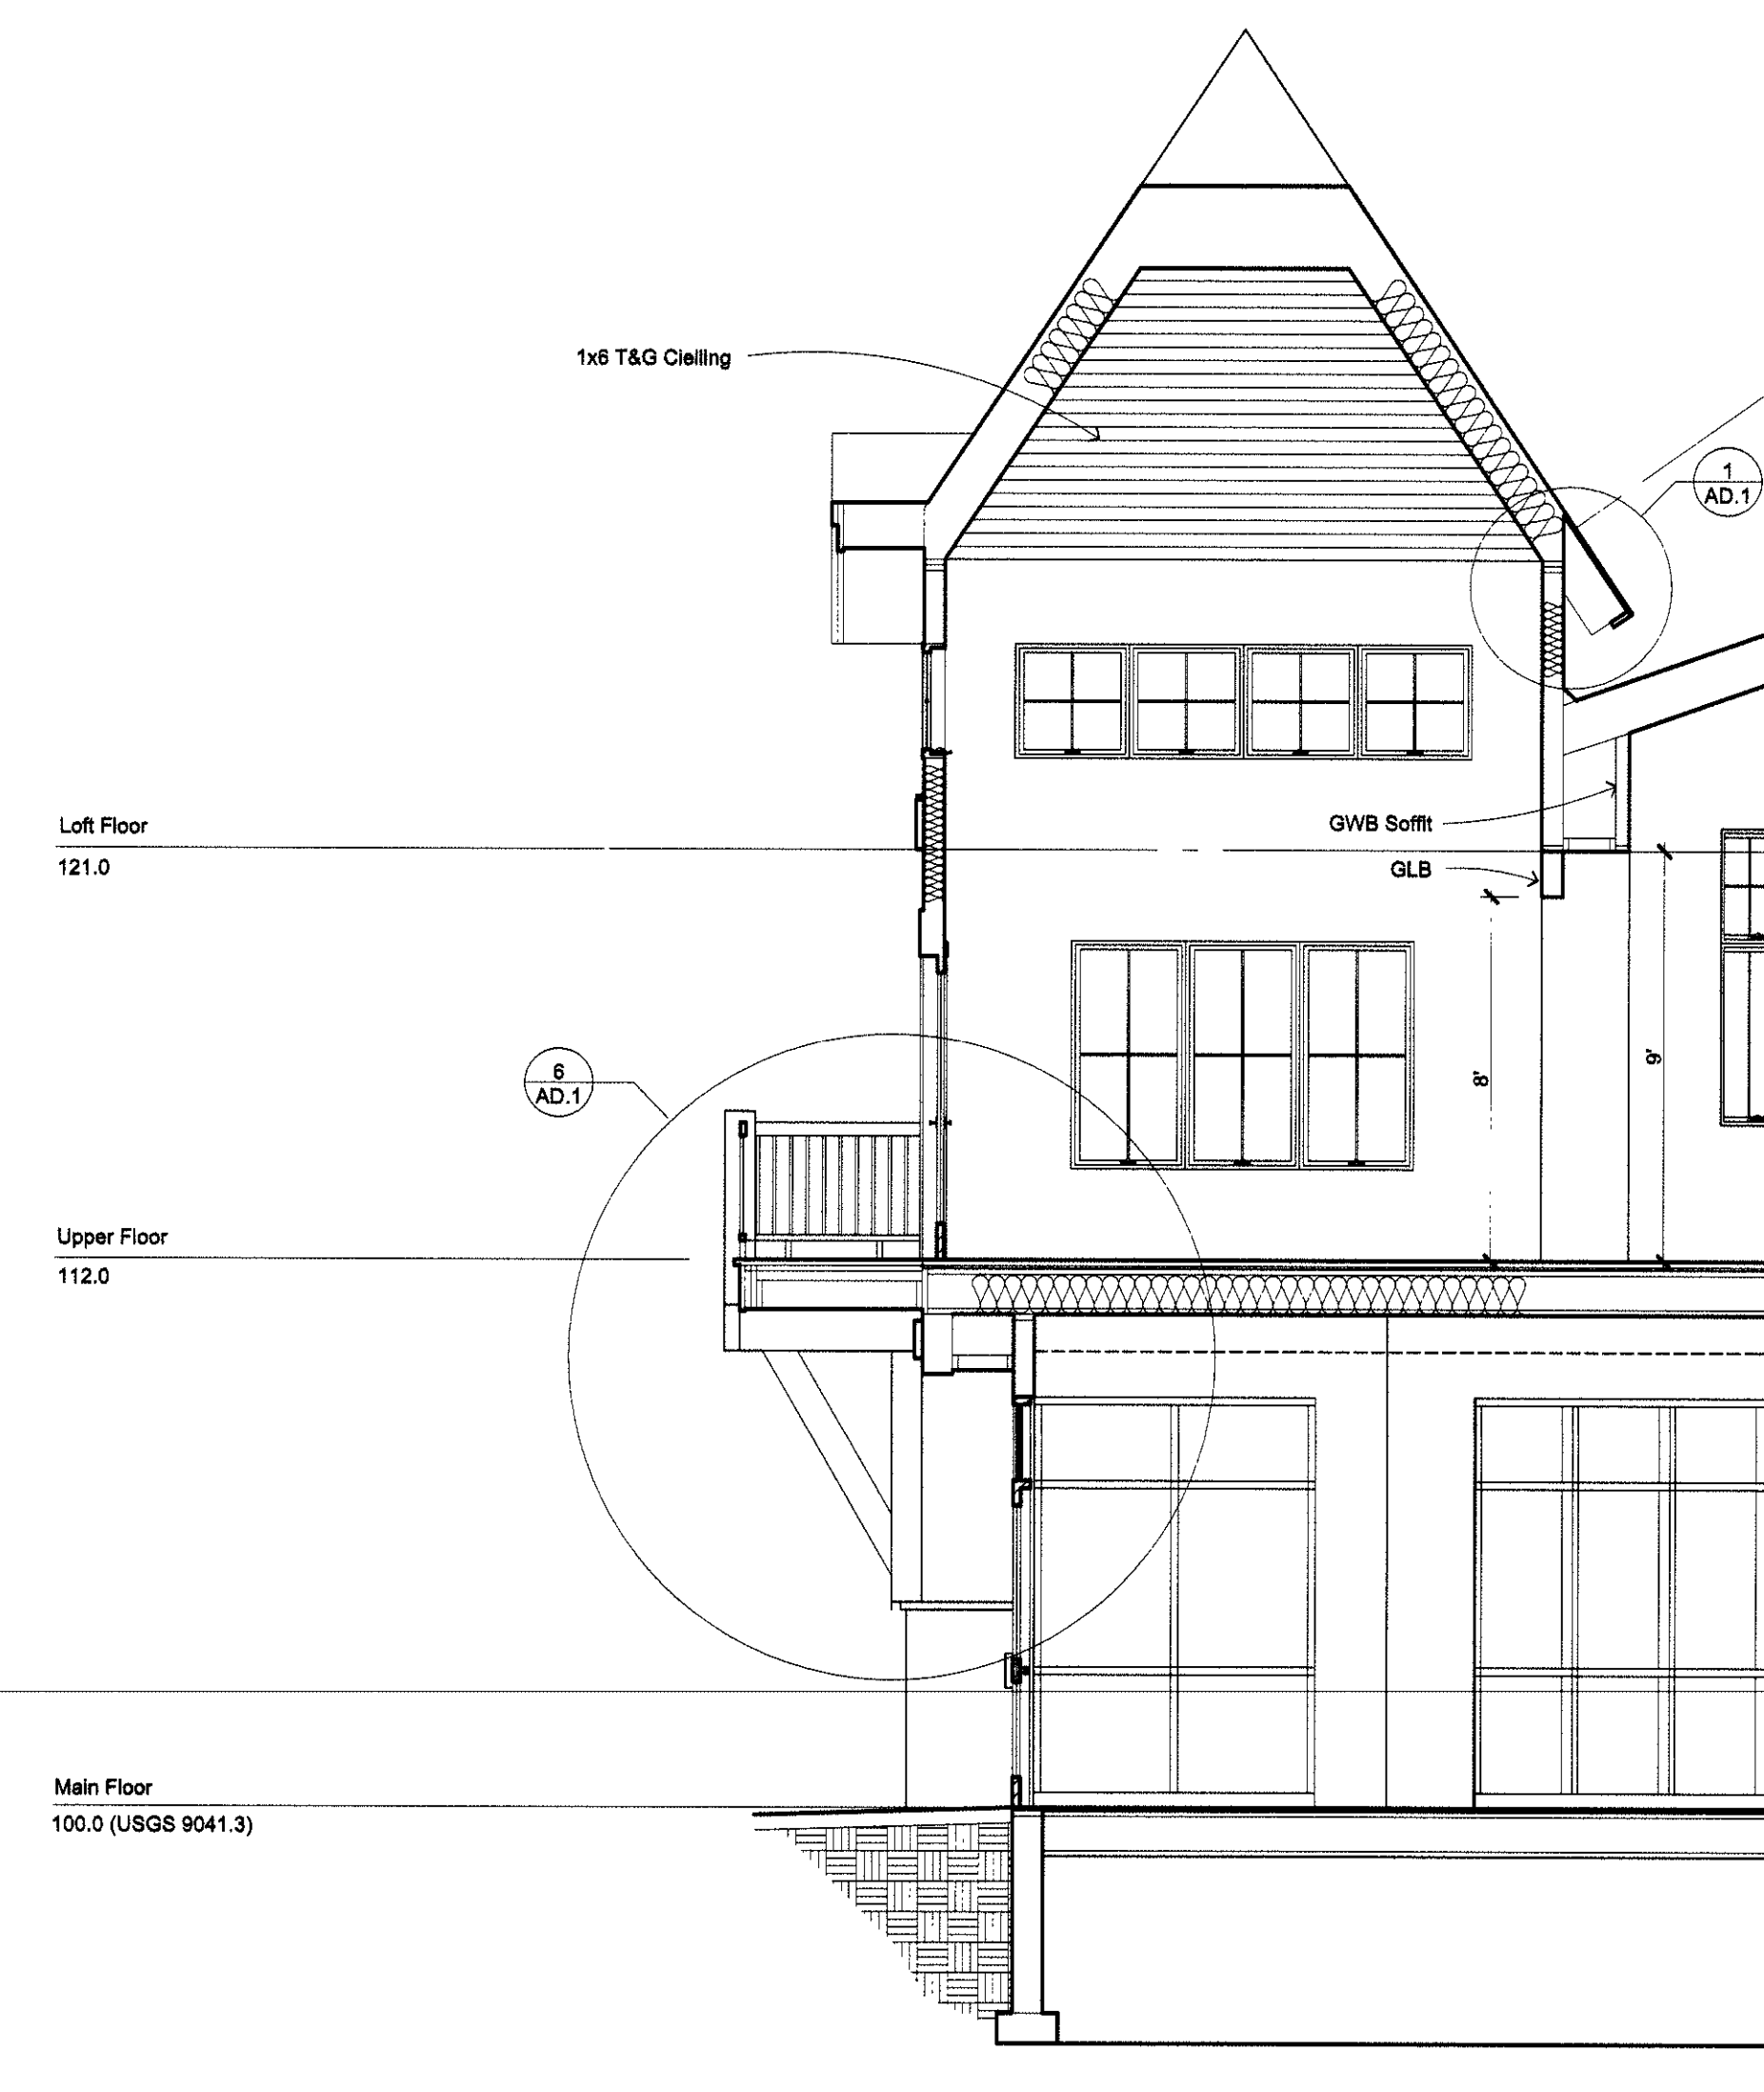 1x6 T&G Cieling
1
AD.1
Loft Floor
121.0
GWB Soffit
GLB
8'
9'
6
AD.1
Upper Floor
112.0
Main Floor
100.0 (USGS 9041.3)